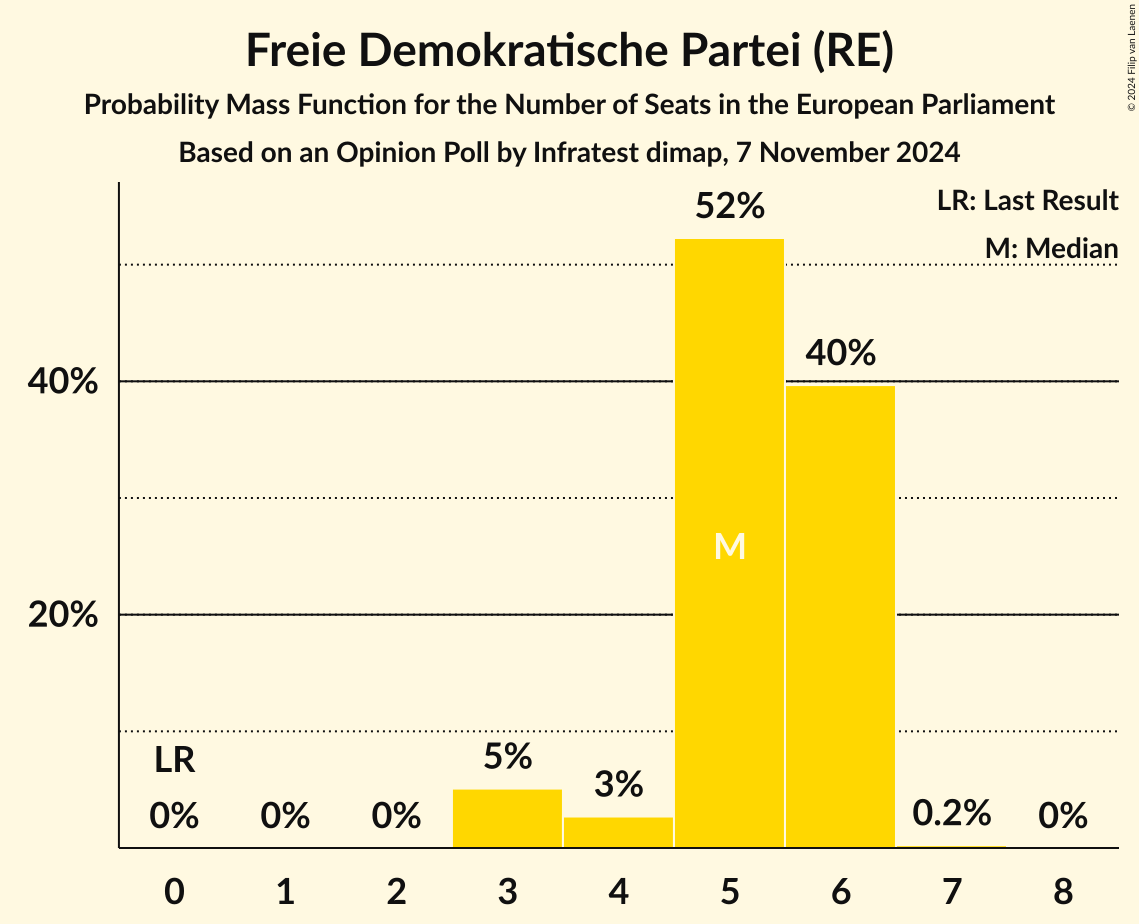 Freie Demokratische Partei (RE)
Probability Mass Function for the Number of Seats in the European Parliament
Based on an Opinion Poll by Infratest dimap, 7 November 2024
© 2024 Filip van Laenen
LR: Last Result
M: Median
52%
40%
40%
M
20%
LR
5%
3%
0%
0%
0%
0.2%
0%
0 1 2 3 4 5 6 7 8